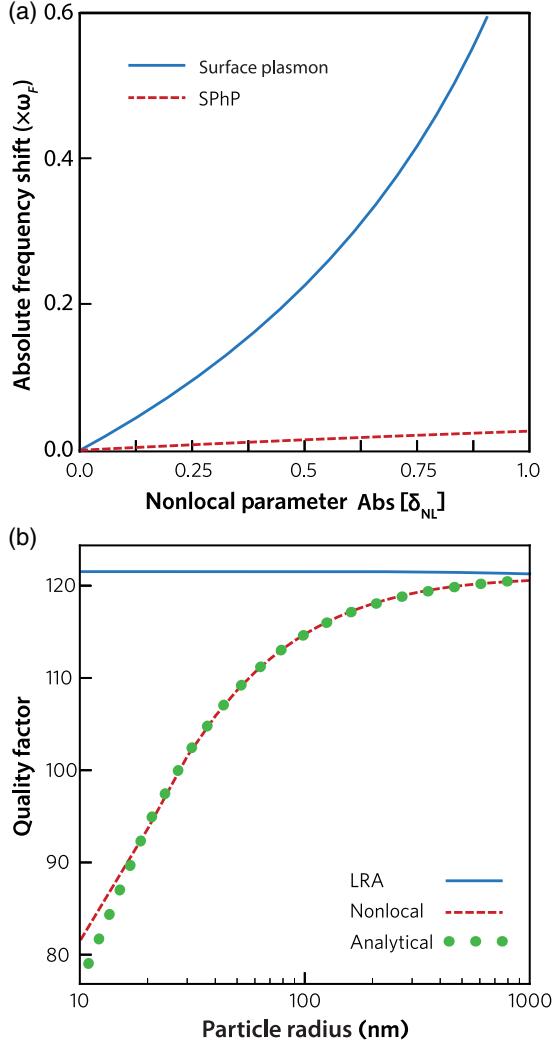 (a)
0.6
0.4
0.2
0.0
Absolute frequency shift (×ω_F)
Surface plasmon
SPhP
0.0 0.25 0.5 0.75 1.0
Nonlocal parameter Abs [δ_NL]
(b)
120
110
100
90
80
Quality factor
LRA
Nonlocal
Analytical
10 100 1000
Particle radius (nm)